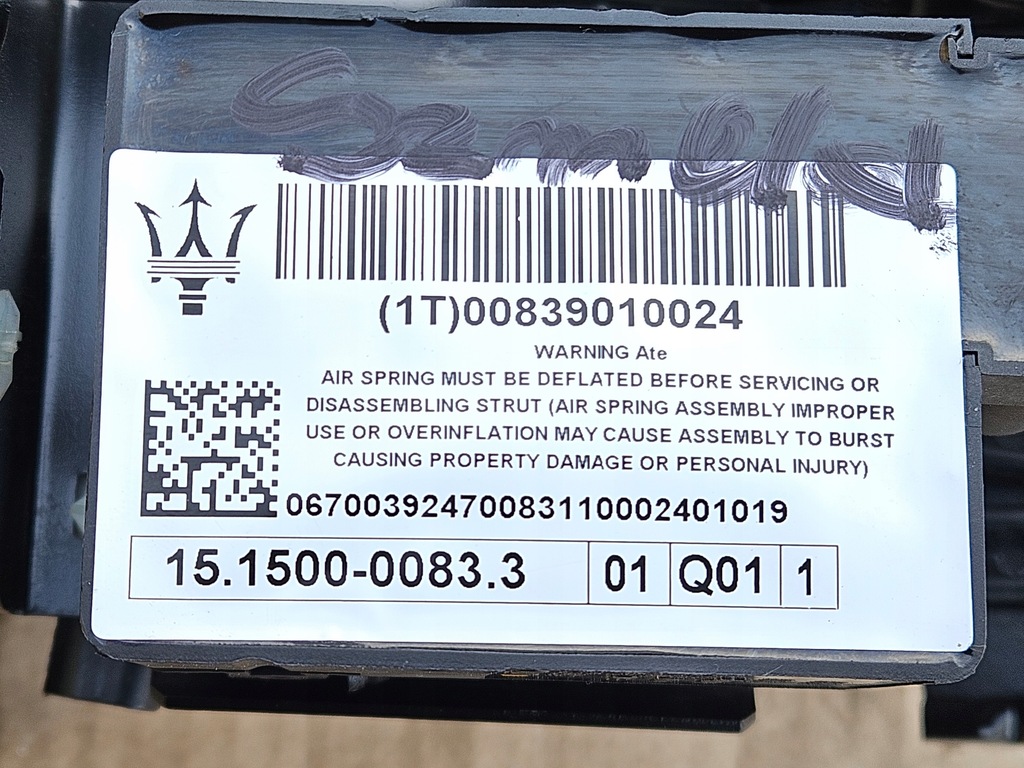 (1T)00839010024
WARNING Ate
AIR SPRING MUST BE DEFLATED BEFORE SERVICING OR
DISASSEMBLING STRUT (AIR SPRING ASSEMBLY IMPROPER
USE OR OVERINFLATION MAY CAUSE ASSEMBLY TO BURST
CAUSING PROPERTY DAMAGE OR PERSONAL INJURY)
06700392470083110002401019
15.1500-0083.3 01 Q01 1